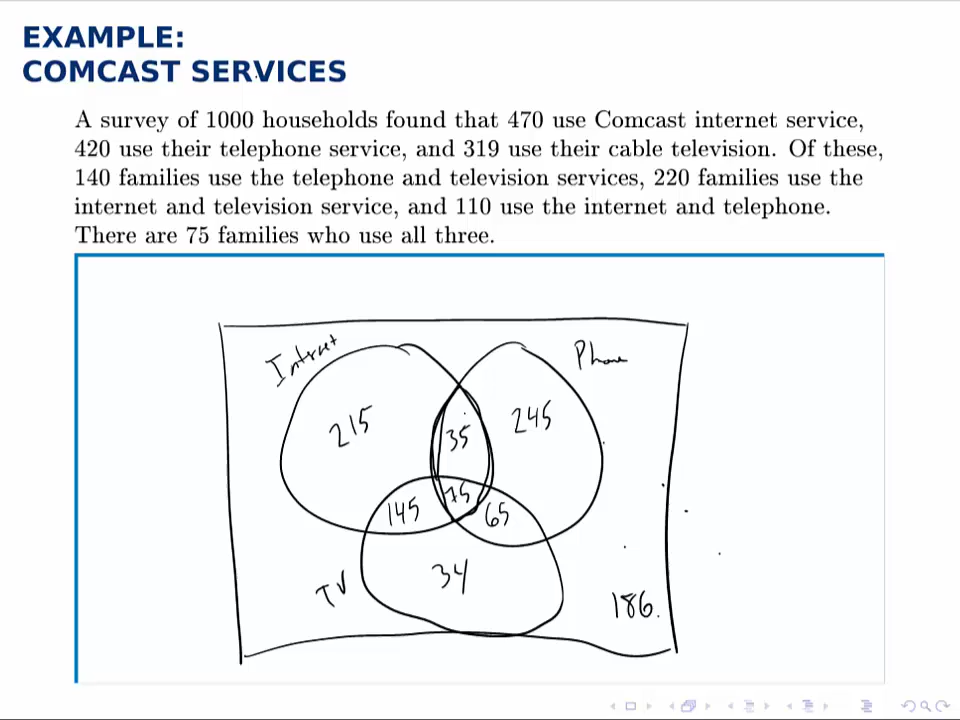 EXAMPLE:
COMCAST SERVICES
A survey of 1000 households found that 470 use Comcast internet service,
420 use their telephone service, and 319 use their cable television. Of these,
140 families use the telephone and television services, 220 families use the
internet and television service, and 110 use the internet and telephone.
There are 75 families who use all three.
Internet
Phone
215
35
245
145
75
65
TV
34
186.